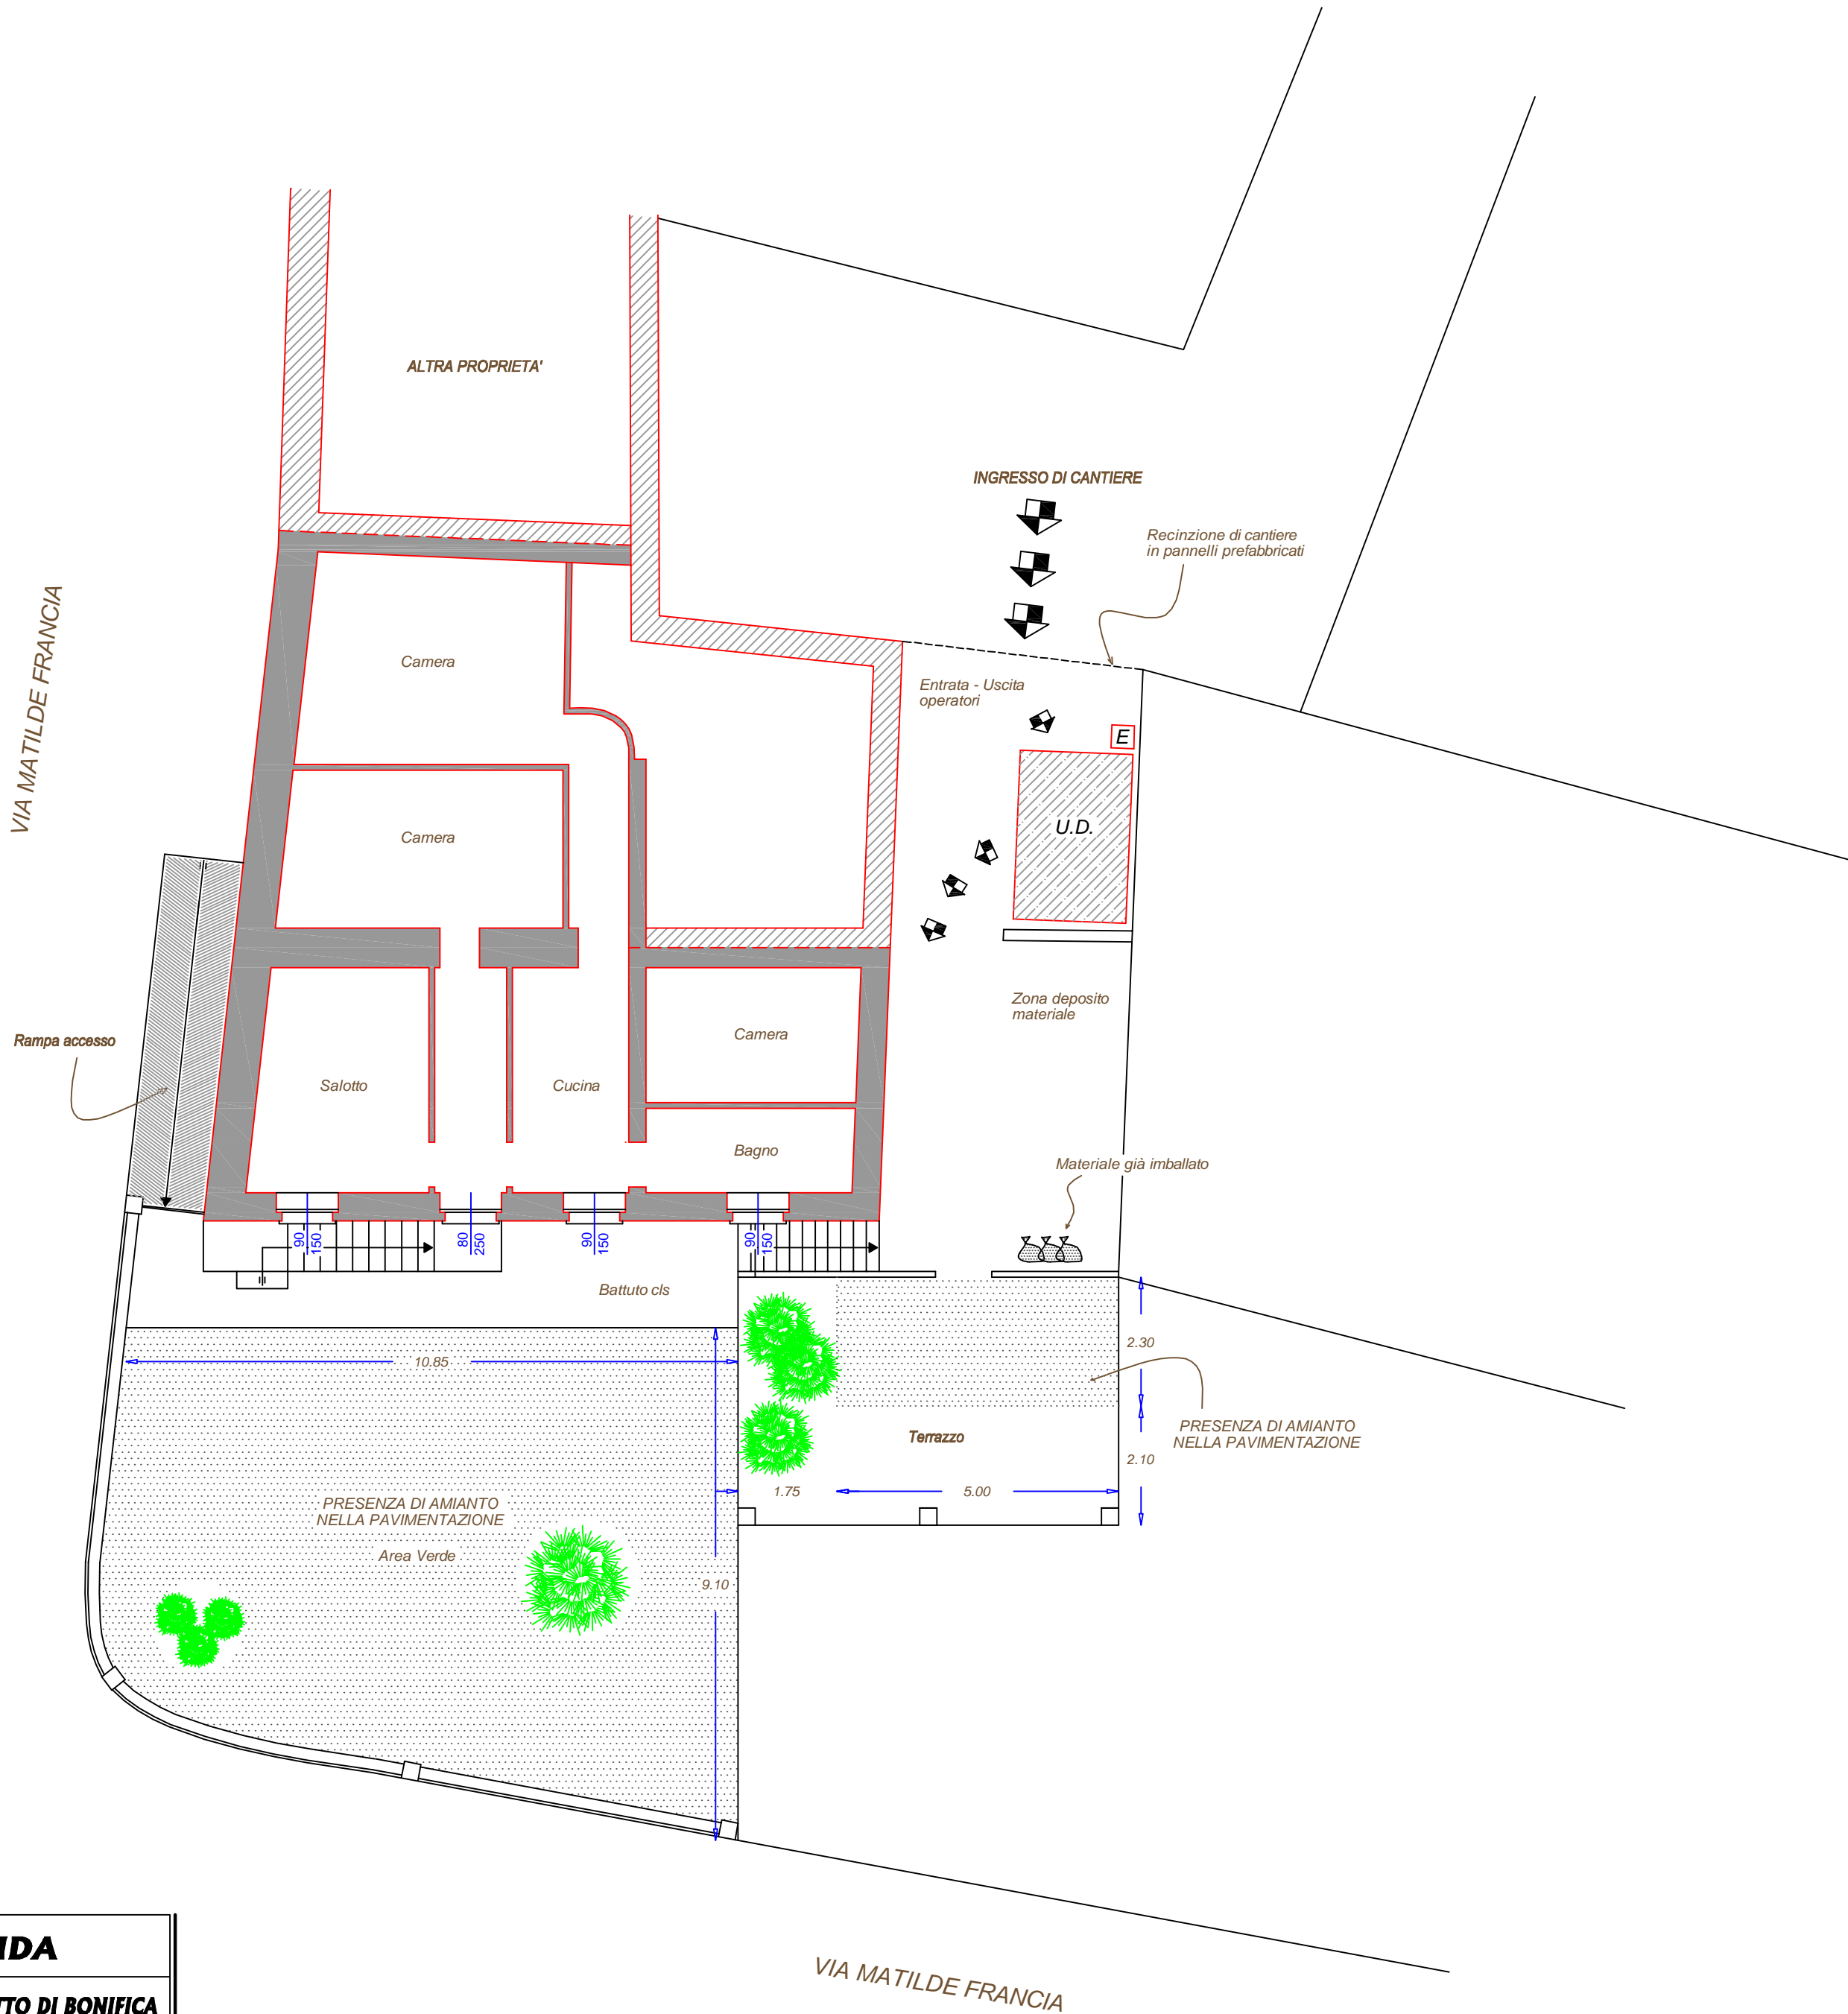 ALTRA PROPRIETA'
INGRESSO DI CANTIERE
Recinzione di cantiere
in pannelli prefabbricati
VIA MATILDE FRANCIA
Camera
Entrata - Uscita
operatori
E
U.D.
Camera
Zona deposito
materiale
Rampa accesso
Camera
Salotto
Cucina
Bagno
Materiale già imballato
90
150
80
250
90
150
90
150
Battuto cls
10.85
2.30
PRESENZA DI AMIANTO
NELLA PAVIMENTAZIONE
Terrazzo
2.10
1.75
5.00
PRESENZA DI AMIANTO
NELLA PAVIMENTAZIONE
Area Verde
9.10
VIA MATILDE FRANCIA
DI BONIFICA